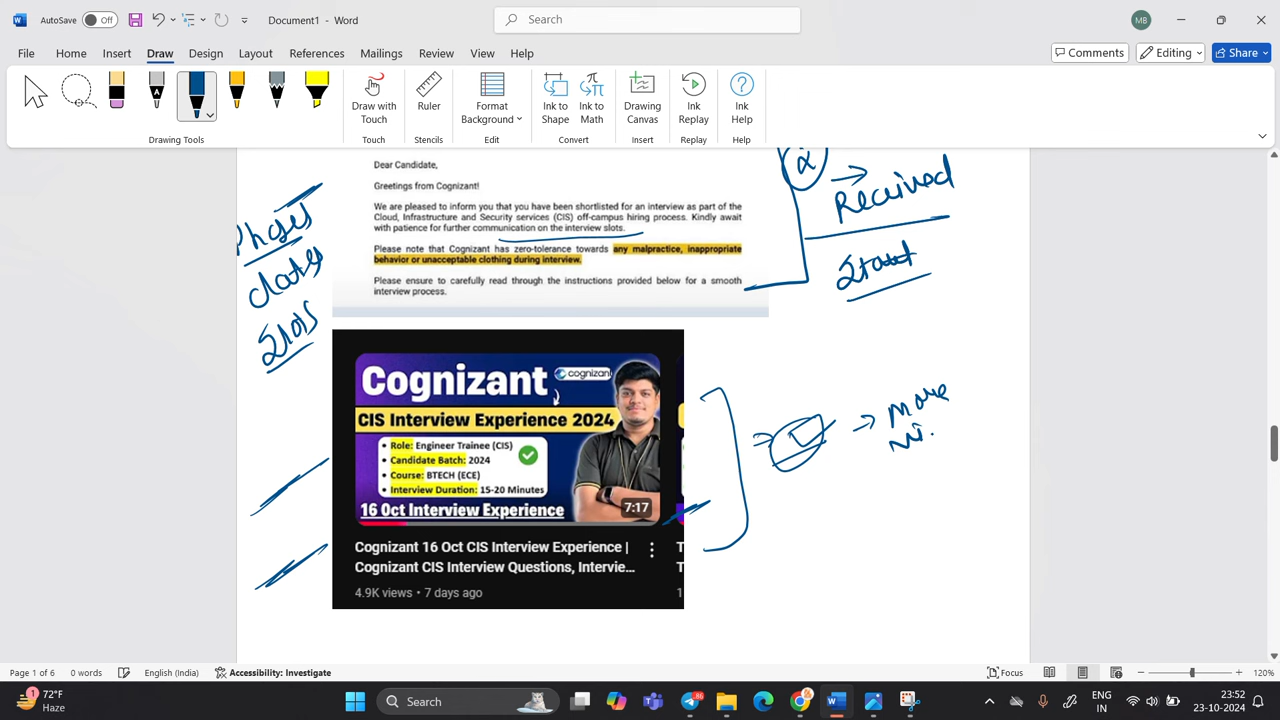 AutoSave Off Document1 - Word Search MB
File Home Insert Draw Design Layout References Mailings Review View Help Comments Editing Share
Draw with Touch Ruler Format Background Ink to Shape Ink to Math Drawing Canvas Ink Replay Ink Help
Drawing Tools Touch Stencils Edit Convert Insert Replay Help
Dear Candidate,
Greetings from Cognizant!
We are pleased to inform you that you have been shortlisted for an interview as part of the
Cloud, Infrastructure and Security services (CIS) off-campus hiring process. Kindly await
with patience for further communication on the interview slots.
Please note that Cognizant has zero-tolerance towards any malpractice, inappropriate
behavior or unacceptable clothing during interview.
Please ensure to carefully read through the instructions provided below for a smooth
interview process.
Received
Start
Phases
dates
Slots
Cognizant cognizant
CIS Interview Experience 2024
• Role: Engineer Trainee (CIS)
• Candidate Batch: 2024
• Course: BTECH (ECE)
• Interview Duration: 15-20 Minutes
16 Oct Interview Experience 7:17
Cognizant 16 Oct CIS Interview Experience |
Cognizant CIS Interview Questions, Intervie...
4.9K views • 7 days ago
More
Page 1 of 6 0 words English (India) Accessibility: Investigate Focus 120%
1 72°F Haze Search ENG IN 23:52 23-10-2024